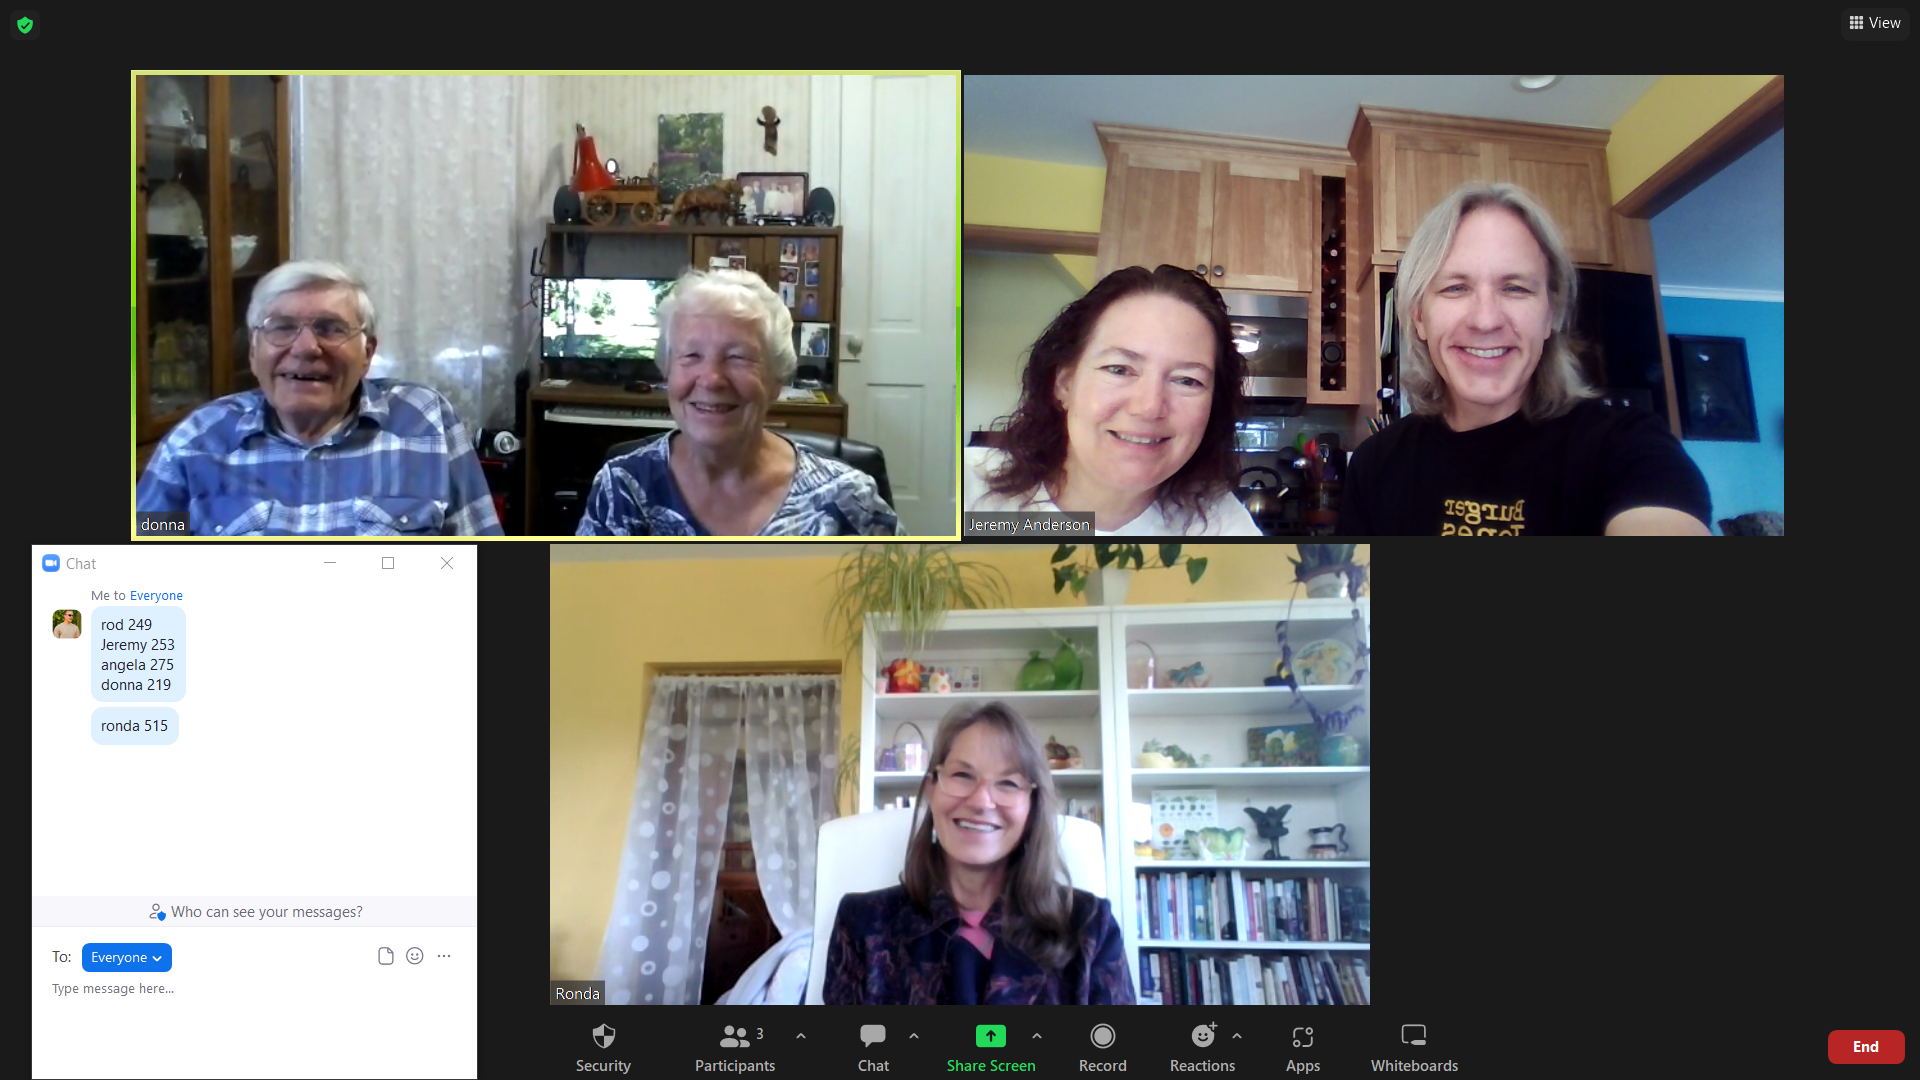 View
donna
Jeremy Anderson
Burger
Jones
Chat
Me to Everyone
rod 249
Jeremy 253
angela 275
donna 219
ronda 515
Who can see your messages?
To: Everyone
Type message here...
Ronda
3
Security
Participants
Chat
Share Screen
Record
Reactions
Apps
Whiteboards
End